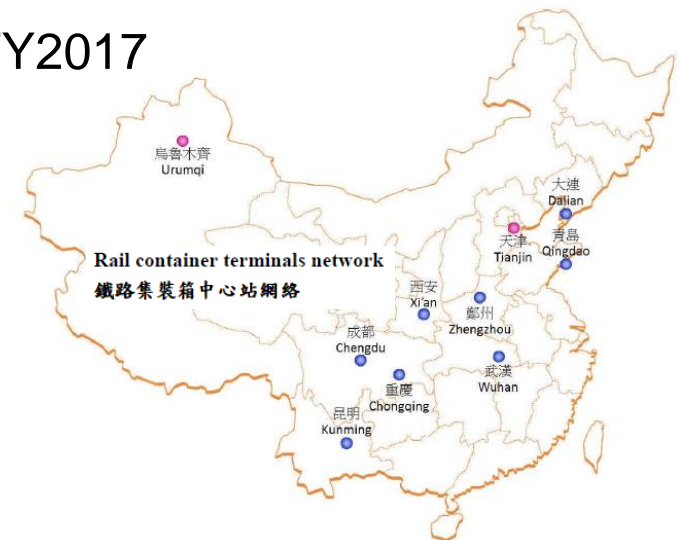 Y2017
烏魯木齊
Urumqi
大連
Dalian
天津
Tianjin
青島
Qingdao
Rail container terminals network
鐵路集裝箱中心站網絡
西安
Xi'an
鄭州
Zhengzhou
成都
Chengdu
武漢
Wuhan
重慶
Chongqing
昆明
Kunming